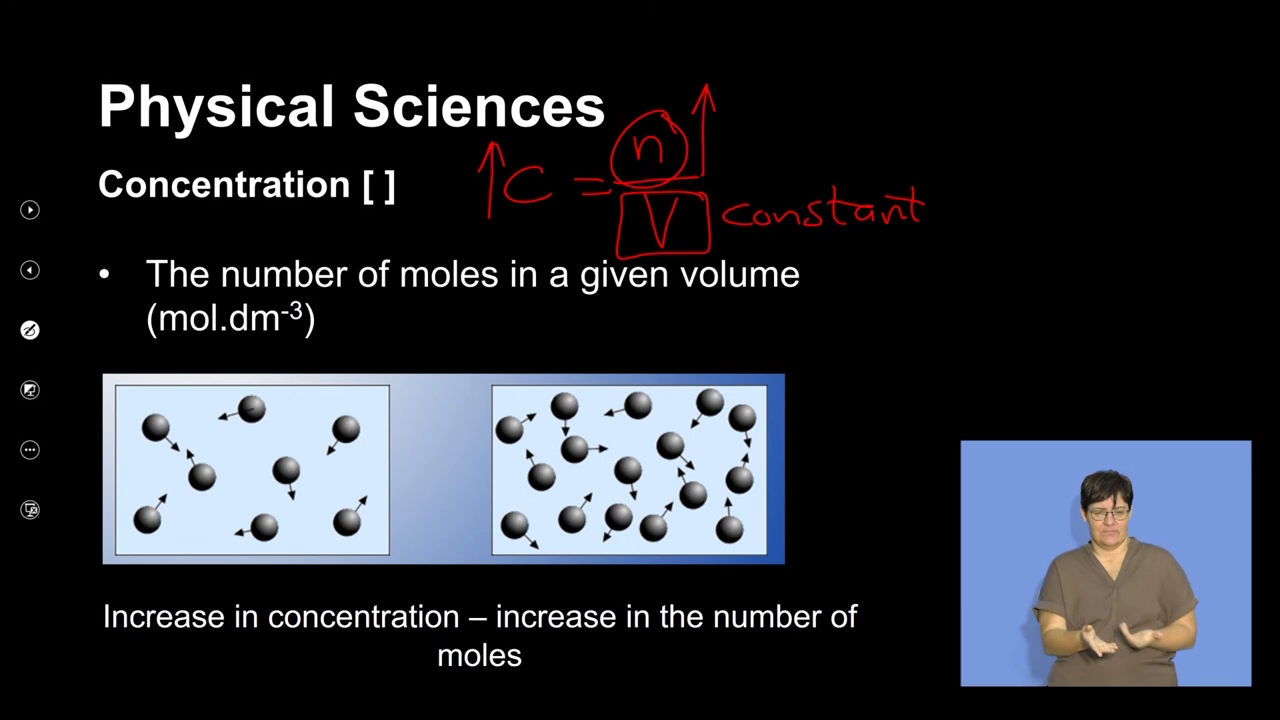 Physical Sciences
Concentration [ ]
↑C = n↑
V constant
• The number of moles in a given volume
(mol.dm⁻³)
Increase in concentration – increase in the number of
moles